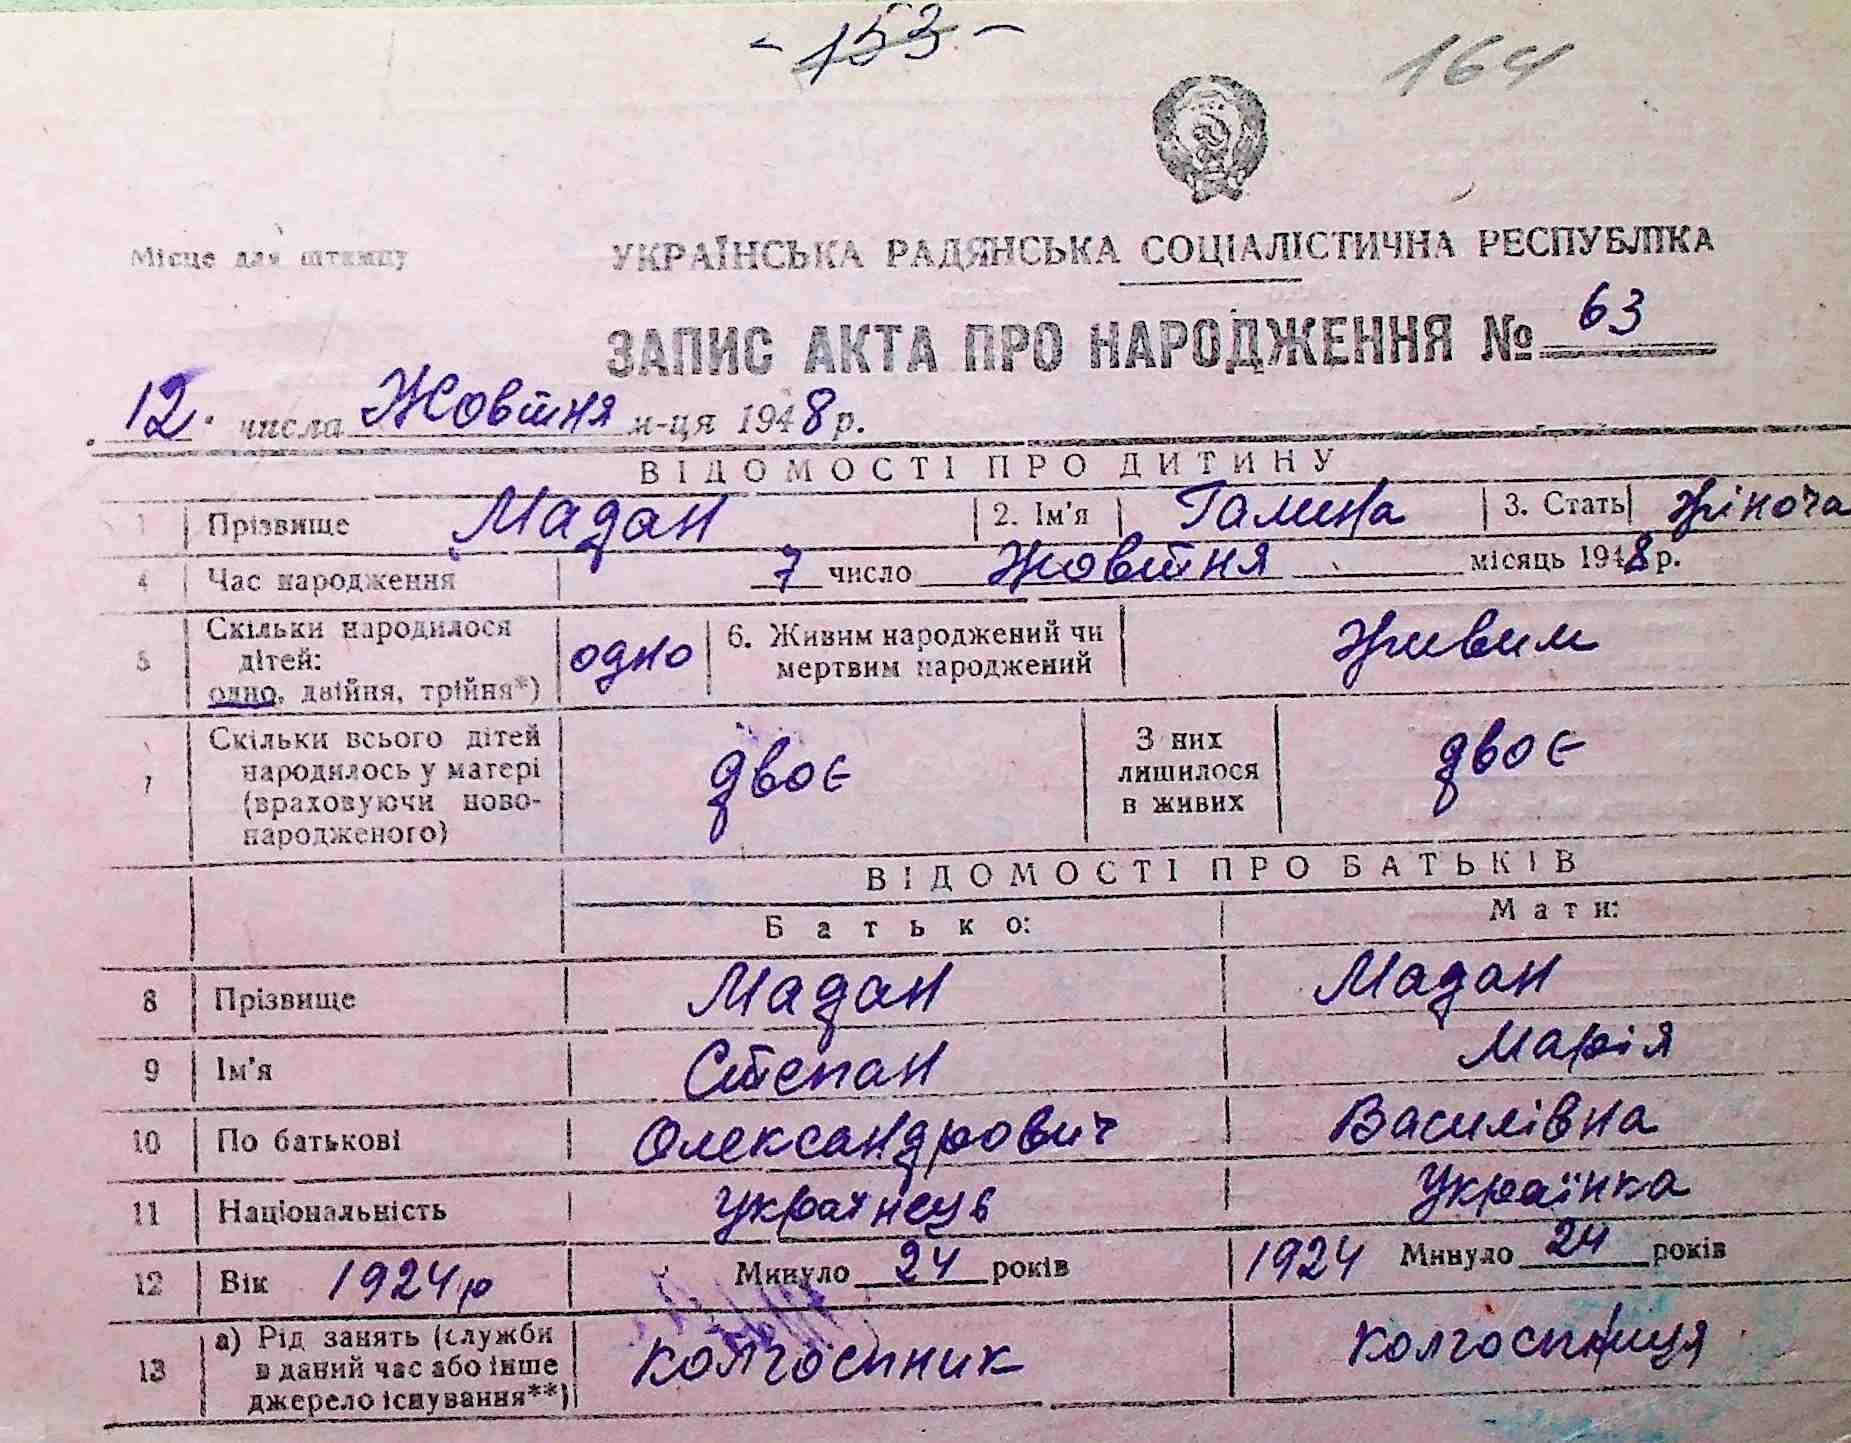 - 153 -
164
Місце для штампу
УКРАЇНСЬКА РАДЯНСЬКА СОЦІАЛІСТИЧНА РЕСПУБЛІКА
ЗАПИС АКТА ПРО НАРОДЖЕННЯ № 63
12. числа Жовтня м-ця 1948 р.
ВІДОМОСТІ ПРО ДИТИНУ
1 Прізвище Мадан 2. Ім'я Галина 3. Стать жіноча
4 Час народження 7 число Жовтня місяць 1948 р.
5 Скільки народилося дітей: одно, двійня, трійня*) одно 6. Живим народжений чи мертвим народжений живим
7 Скільки всього дітей народилось у матері (враховуючи ново-народженого) двоє З них лишилося в живих двоє
ВІДОМОСТІ ПРО БАТЬКІВ
Батько: Мати:
8 Прізвище Мадан Мадан
9 Ім'я Степан Марія
10 По батькові Олександрович Василівна
11 Національність Українець Українка
12 Вік 1924 р Минуло 24 років 1924 Минуло 24 років
13 а) Рід занять (служби в даний час або інше джерело існування**) колгоспник колгоспниця